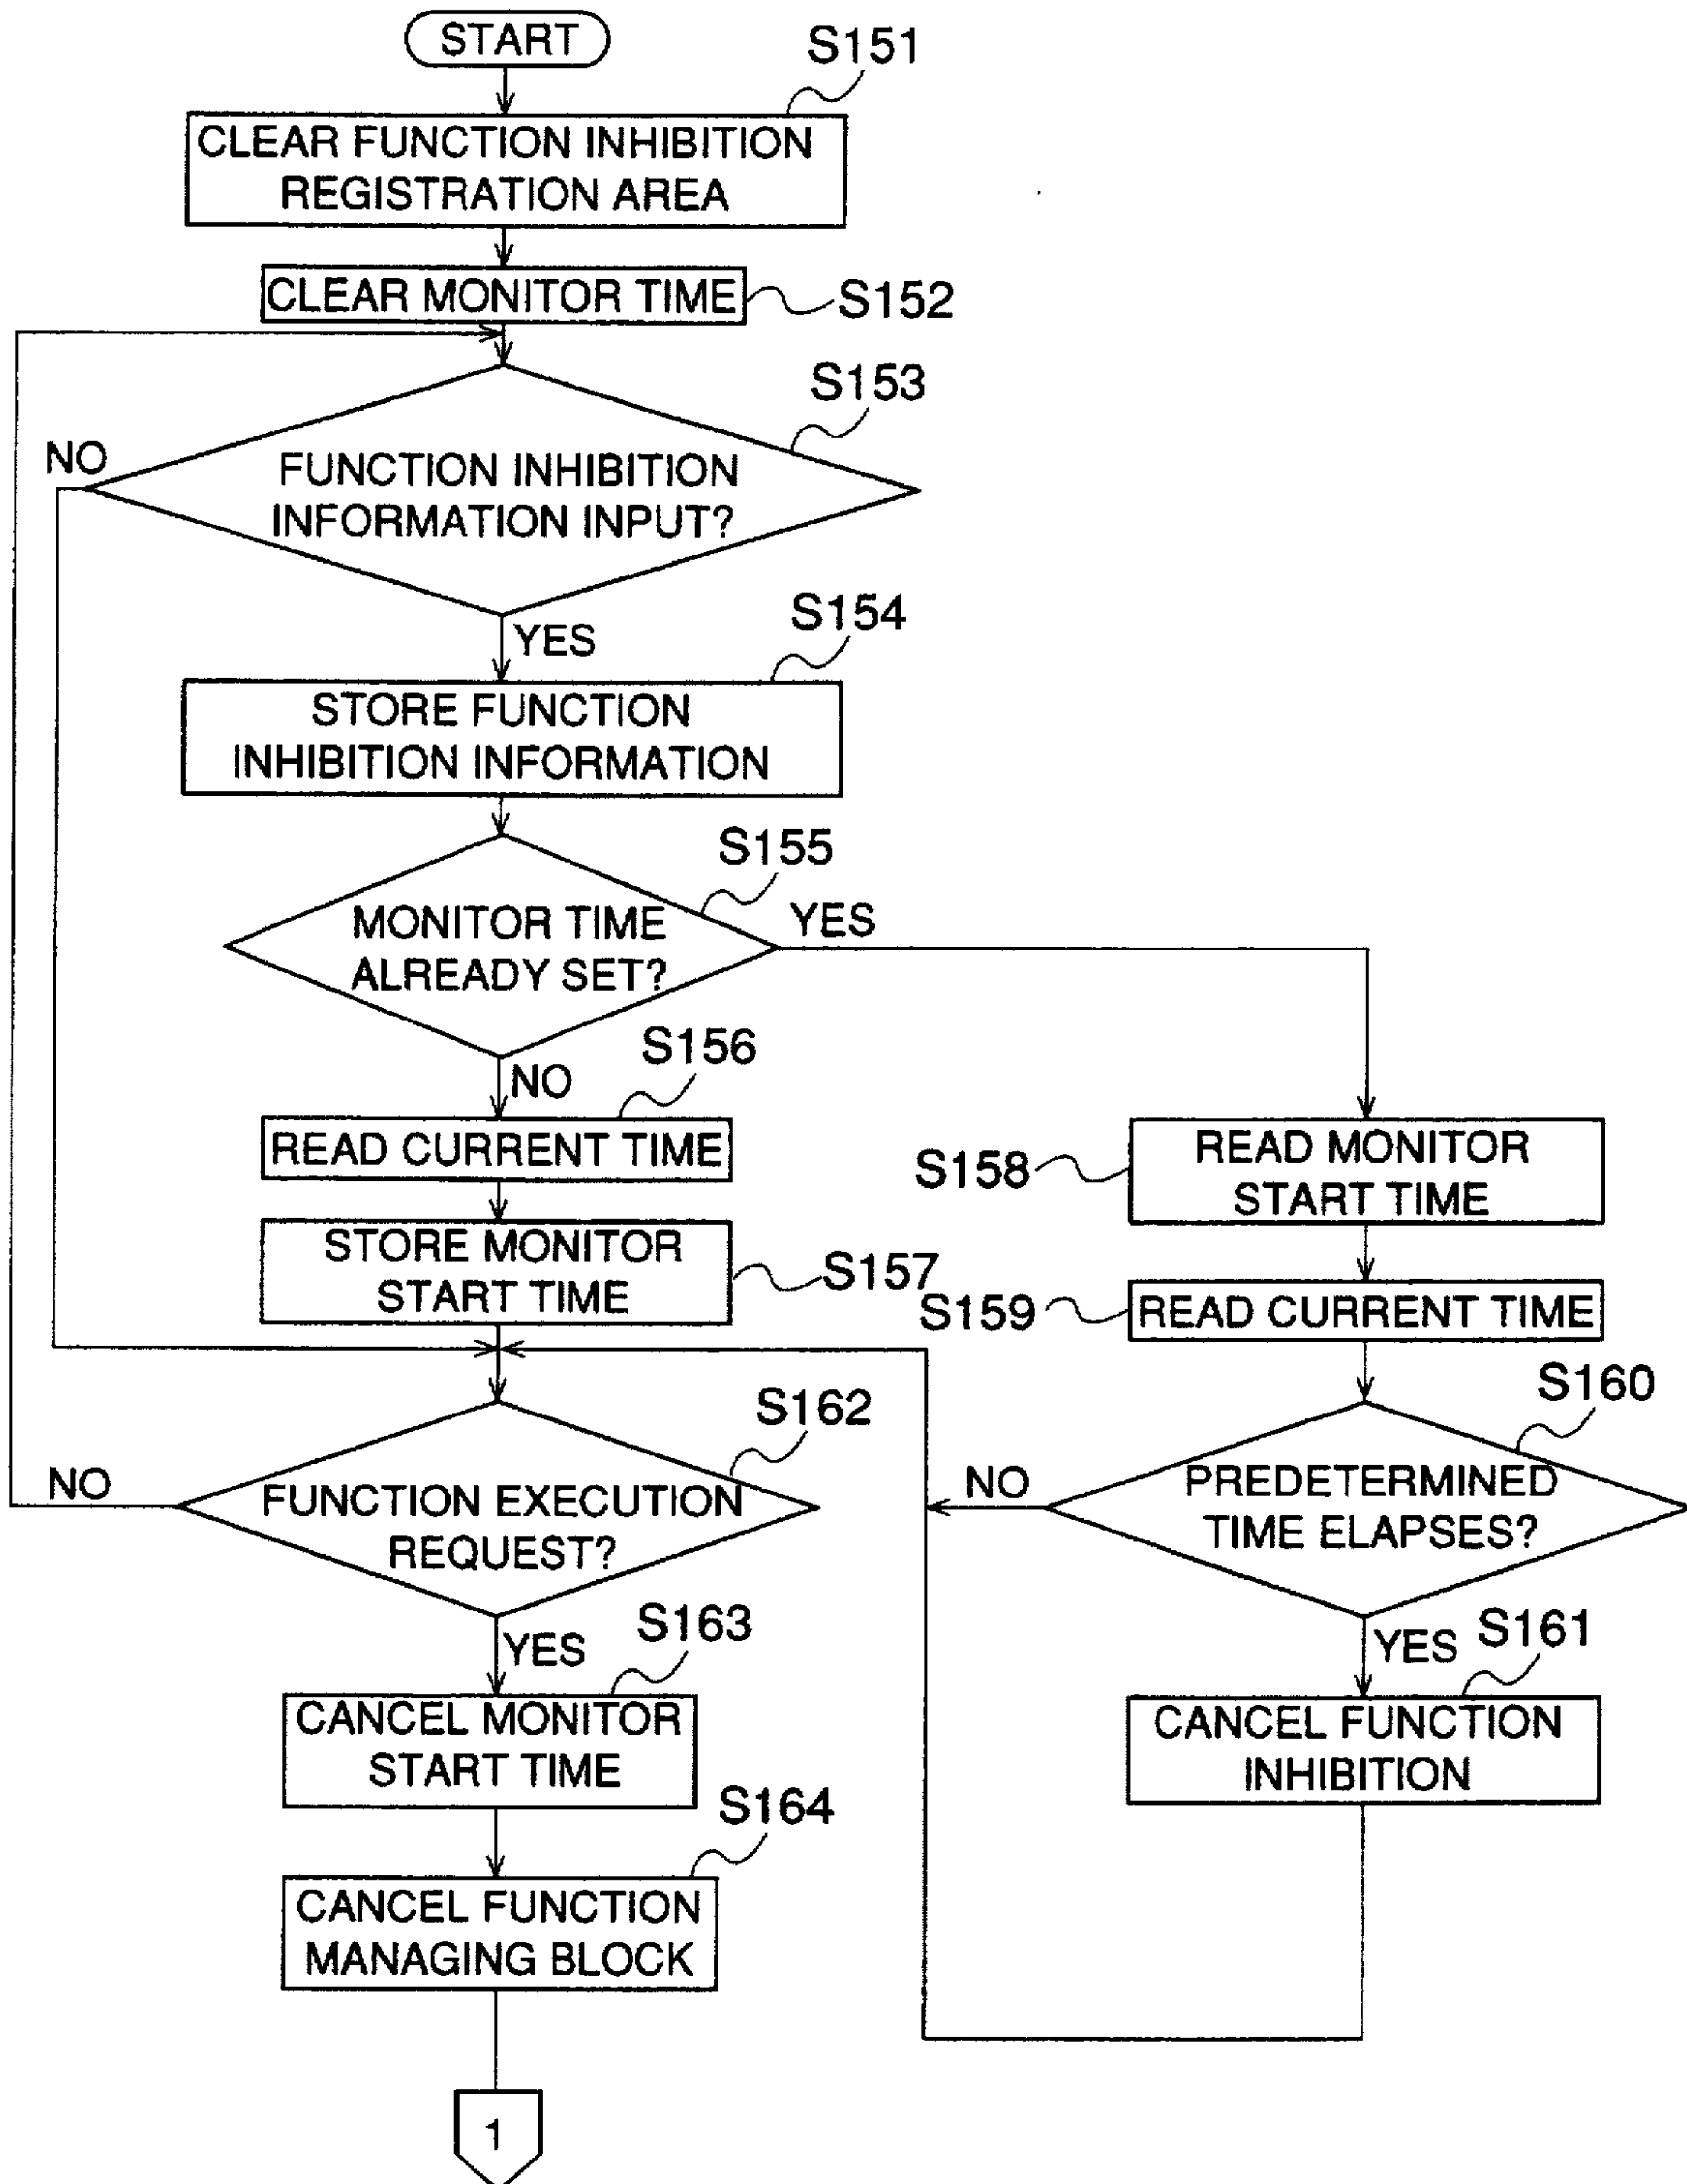 START
S151
CLEAR FUNCTION INHIBITION
REGISTRATION AREA
CLEAR MONITOR TIME
S152
S153
NO
FUNCTION INHIBITION
INFORMATION INPUT?
YES
S154
STORE FUNCTION
INHIBITION INFORMATION
S155
MONITOR TIME
ALREADY SET?
YES
NO
S156
READ CURRENT TIME
STORE MONITOR
START TIME
S157
S158
READ MONITOR
START TIME
S159
READ CURRENT TIME
S160
PREDETERMINED
TIME ELAPSES?
NO
YES
S161
CANCEL FUNCTION
INHIBITION
S162
NO
FUNCTION EXECUTION
REQUEST?
YES
S163
CANCEL MONITOR
START TIME
S164
CANCEL FUNCTION
MANAGING BLOCK
1